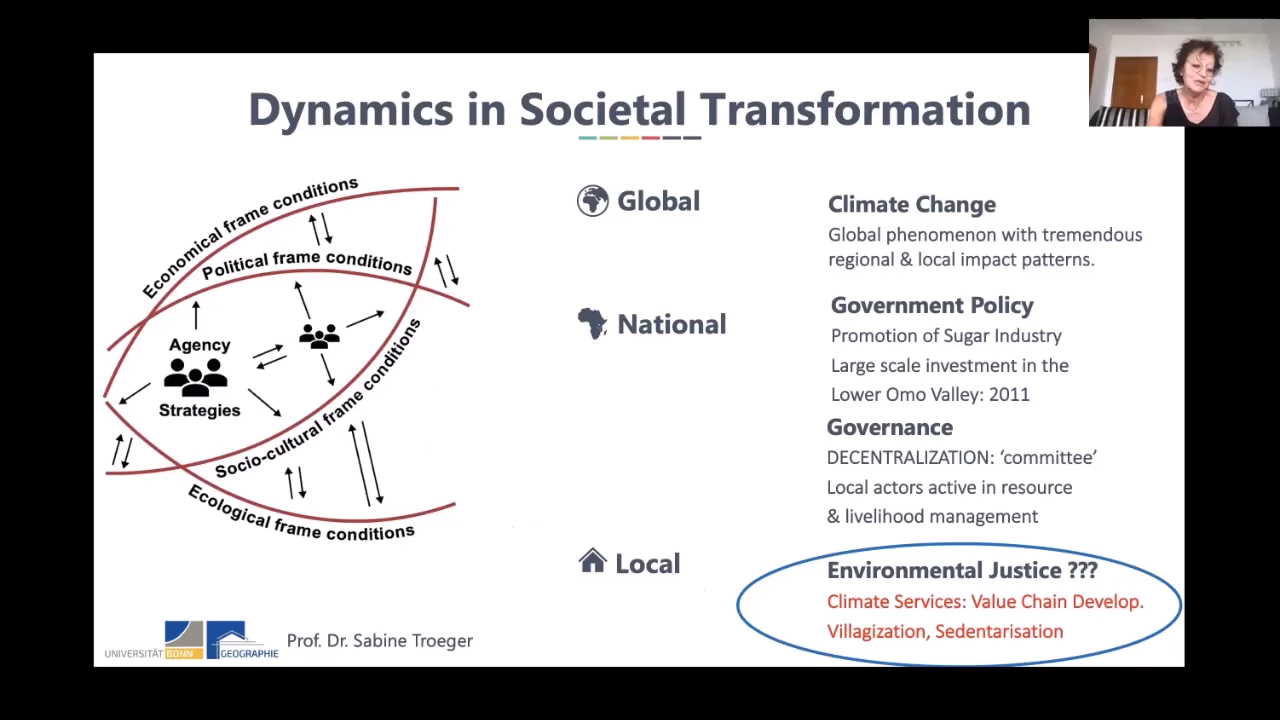 Dynamics in Societal Transformation
Economical frame conditions
Political frame conditions
Agency
Strategies
Socio-cultural frame conditions
Ecological frame conditions
Global
Climate Change
Global phenomenon with tremendous
regional & local impact patterns.
National
Government Policy
Promotion of Sugar Industry
Large scale investment in the
Lower Omo Valley: 2011
Governance
DECENTRALIZATION: ‘committee’
Local actors active in resource
& livelihood management
Local
Environmental Justice ???
Climate Services: Value Chain Develop.
Villagization, Sedentarisation
UNIVERSITÄT BONN
GEOGRAPHIE
Prof. Dr. Sabine Troeger